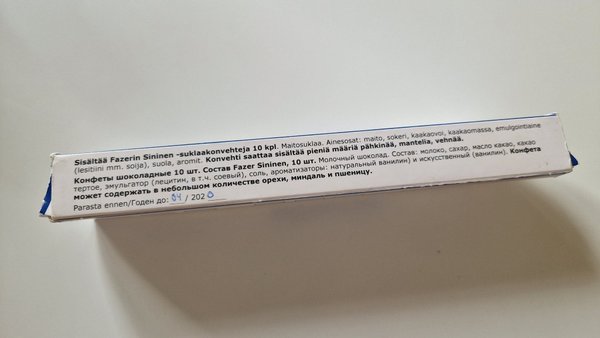 Sisältää Fazerin Sininen -suklaakonvehteja 10 kpl. Maitosuklaa. Ainesosat: maito, sokeri, kaakaovoi, kaakaomassa, emulgointiaine
(lesitiini mm. soija), suola, aromit. Konvehti saattaa sisältää pieniä määriä pähkinää, mantelia, vehnää.
Конфеты шоколадные 10 шт. Состав Fazer Sininen, 10 шт. Молочный шоколад. Состав: молоко, сахар, масло какао, какао
тертое, эмульгатор (лецитин, в т.ч. соевый), соль, ароматизаторы: натуральный ванилин) и искусственный (ванилин). Конфета
может содержать в небольшом количестве орехи, миндаль и пшеницу.
Parasta ennen/Годен до: 04 / 2020